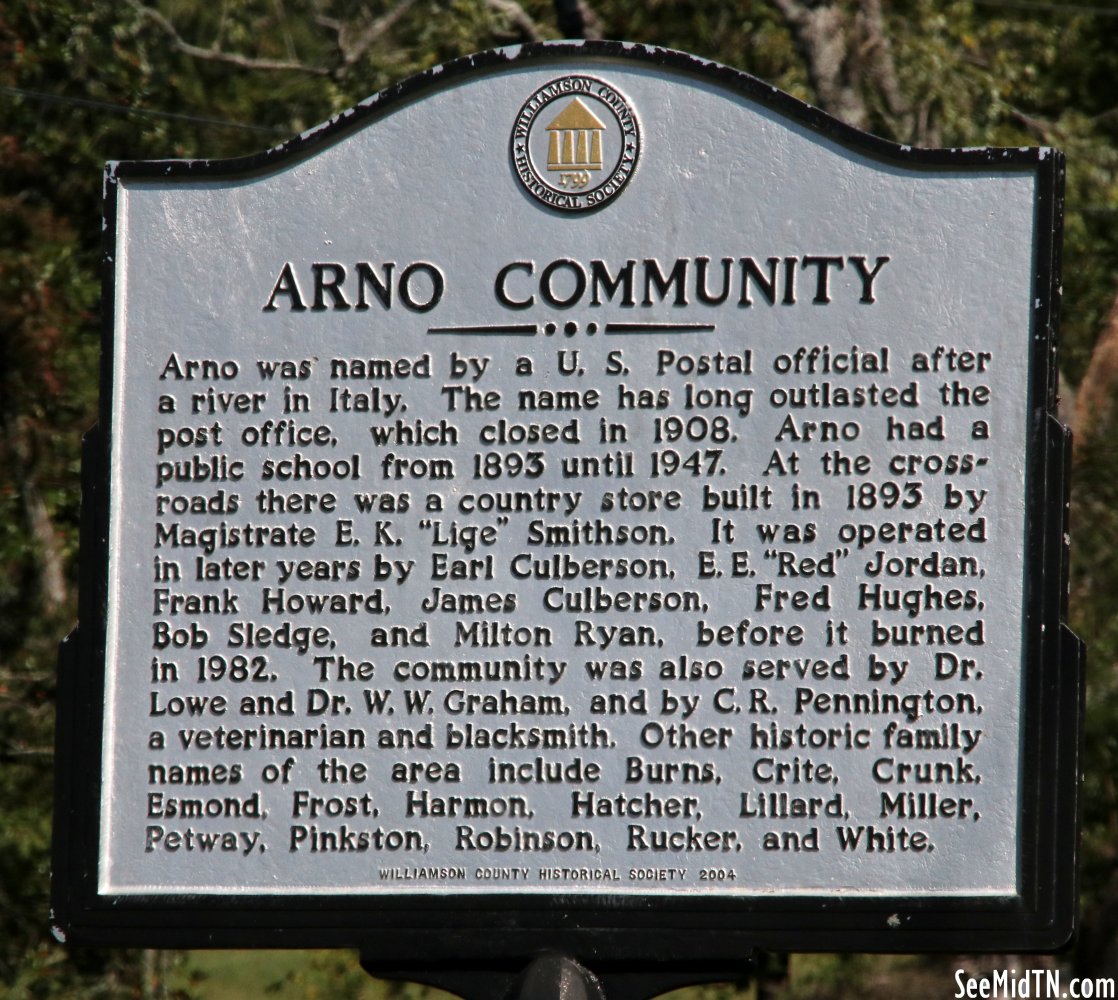 WILLIAMSON COUNTY
★ HISTORICAL SOCIETY ★
1799
ARNO COMMUNITY
Arno was named by a U. S. Postal official after
a river in Italy. The name has long outlasted the
post office, which closed in 1908. Arno had a
public school from 1893 until 1947. At the cross-
roads there was a country store built in 1893 by
Magistrate E. K. "Lige" Smithson. It was operated
in later years by Earl Culberson, E. E. "Red" Jordan,
Frank Howard, James Culberson, Fred Hughes,
Bob Sledge, and Milton Ryan, before it burned
in 1982. The community was also served by Dr.
Lowe and Dr. W. W. Graham, and by C. R. Pennington,
a veterinarian and blacksmith. Other historic family
names of the area include Burns, Crite, Crunk,
Esmond, Frost, Harmon, Hatcher, Lillard, Miller,
Petway, Pinkston, Robinson, Rucker, and White.
WILLIAMSON COUNTY HISTORICAL SOCIETY 2004
SeeMidTN.com